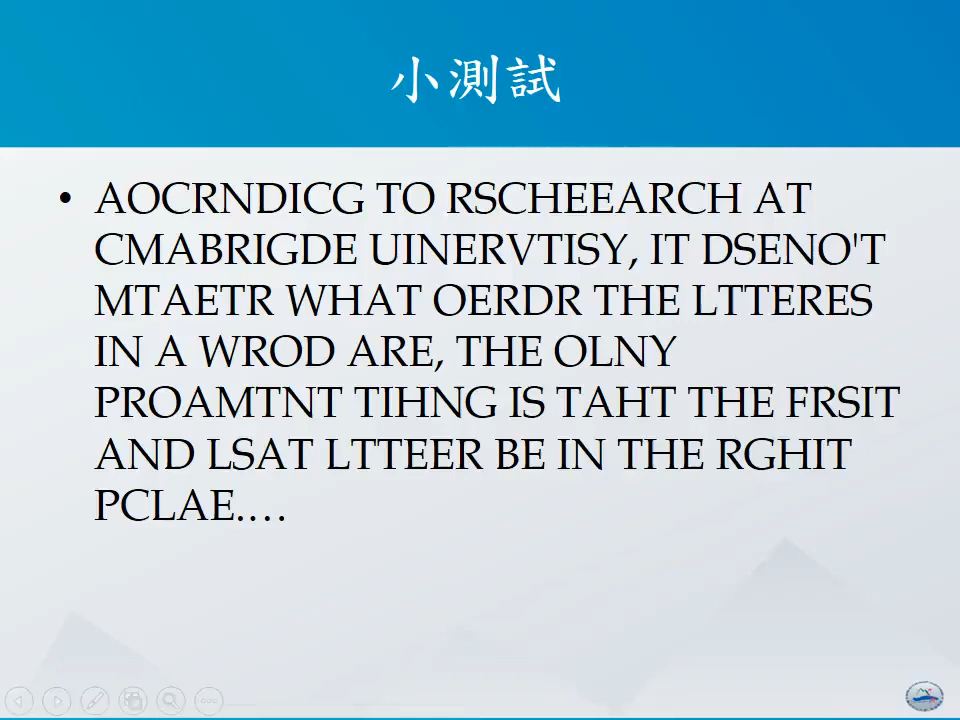 小測試
• AOCRNDICG TO RSCHEEARCH AT
CMABRIGDE UINERVTISY, IT DSENO'T
MTAETR WHAT OERDR THE LTTERES
IN A WROD ARE, THE OLNY
PROAMTNT TIHNG IS TAHT THE FRSIT
AND LSAT LTTEER BE IN THE RGHIT
PCLAE.…